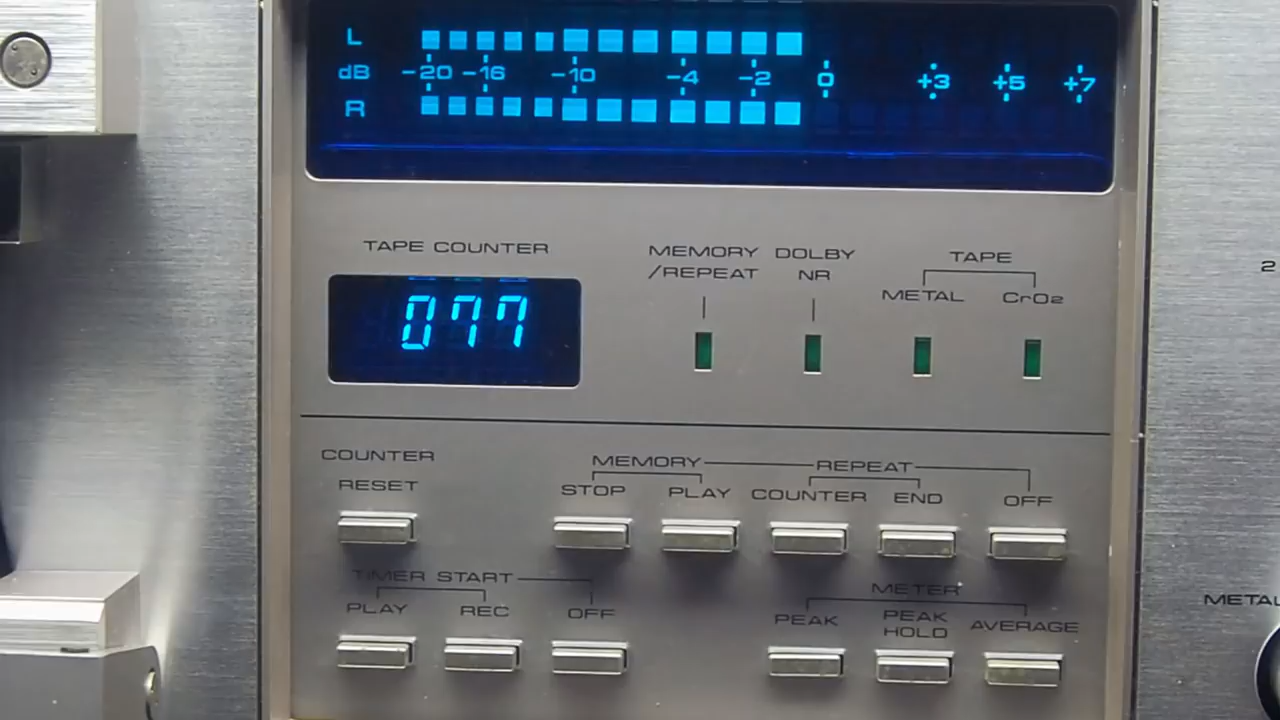 L
dB -20 -16 -10 -4 -2 0 +3 +5 +7
R
TAPE COUNTER
MEMORY
/REPEAT
DOLBY
NR
TAPE
METAL CrO2
077
2
COUNTER
RESET
MEMORY REPEAT
STOP PLAY COUNTER END OFF
TIMER START
PLAY REC OFF
METER
PEAK
PEAK
HOLD
AVERAGE
METAL